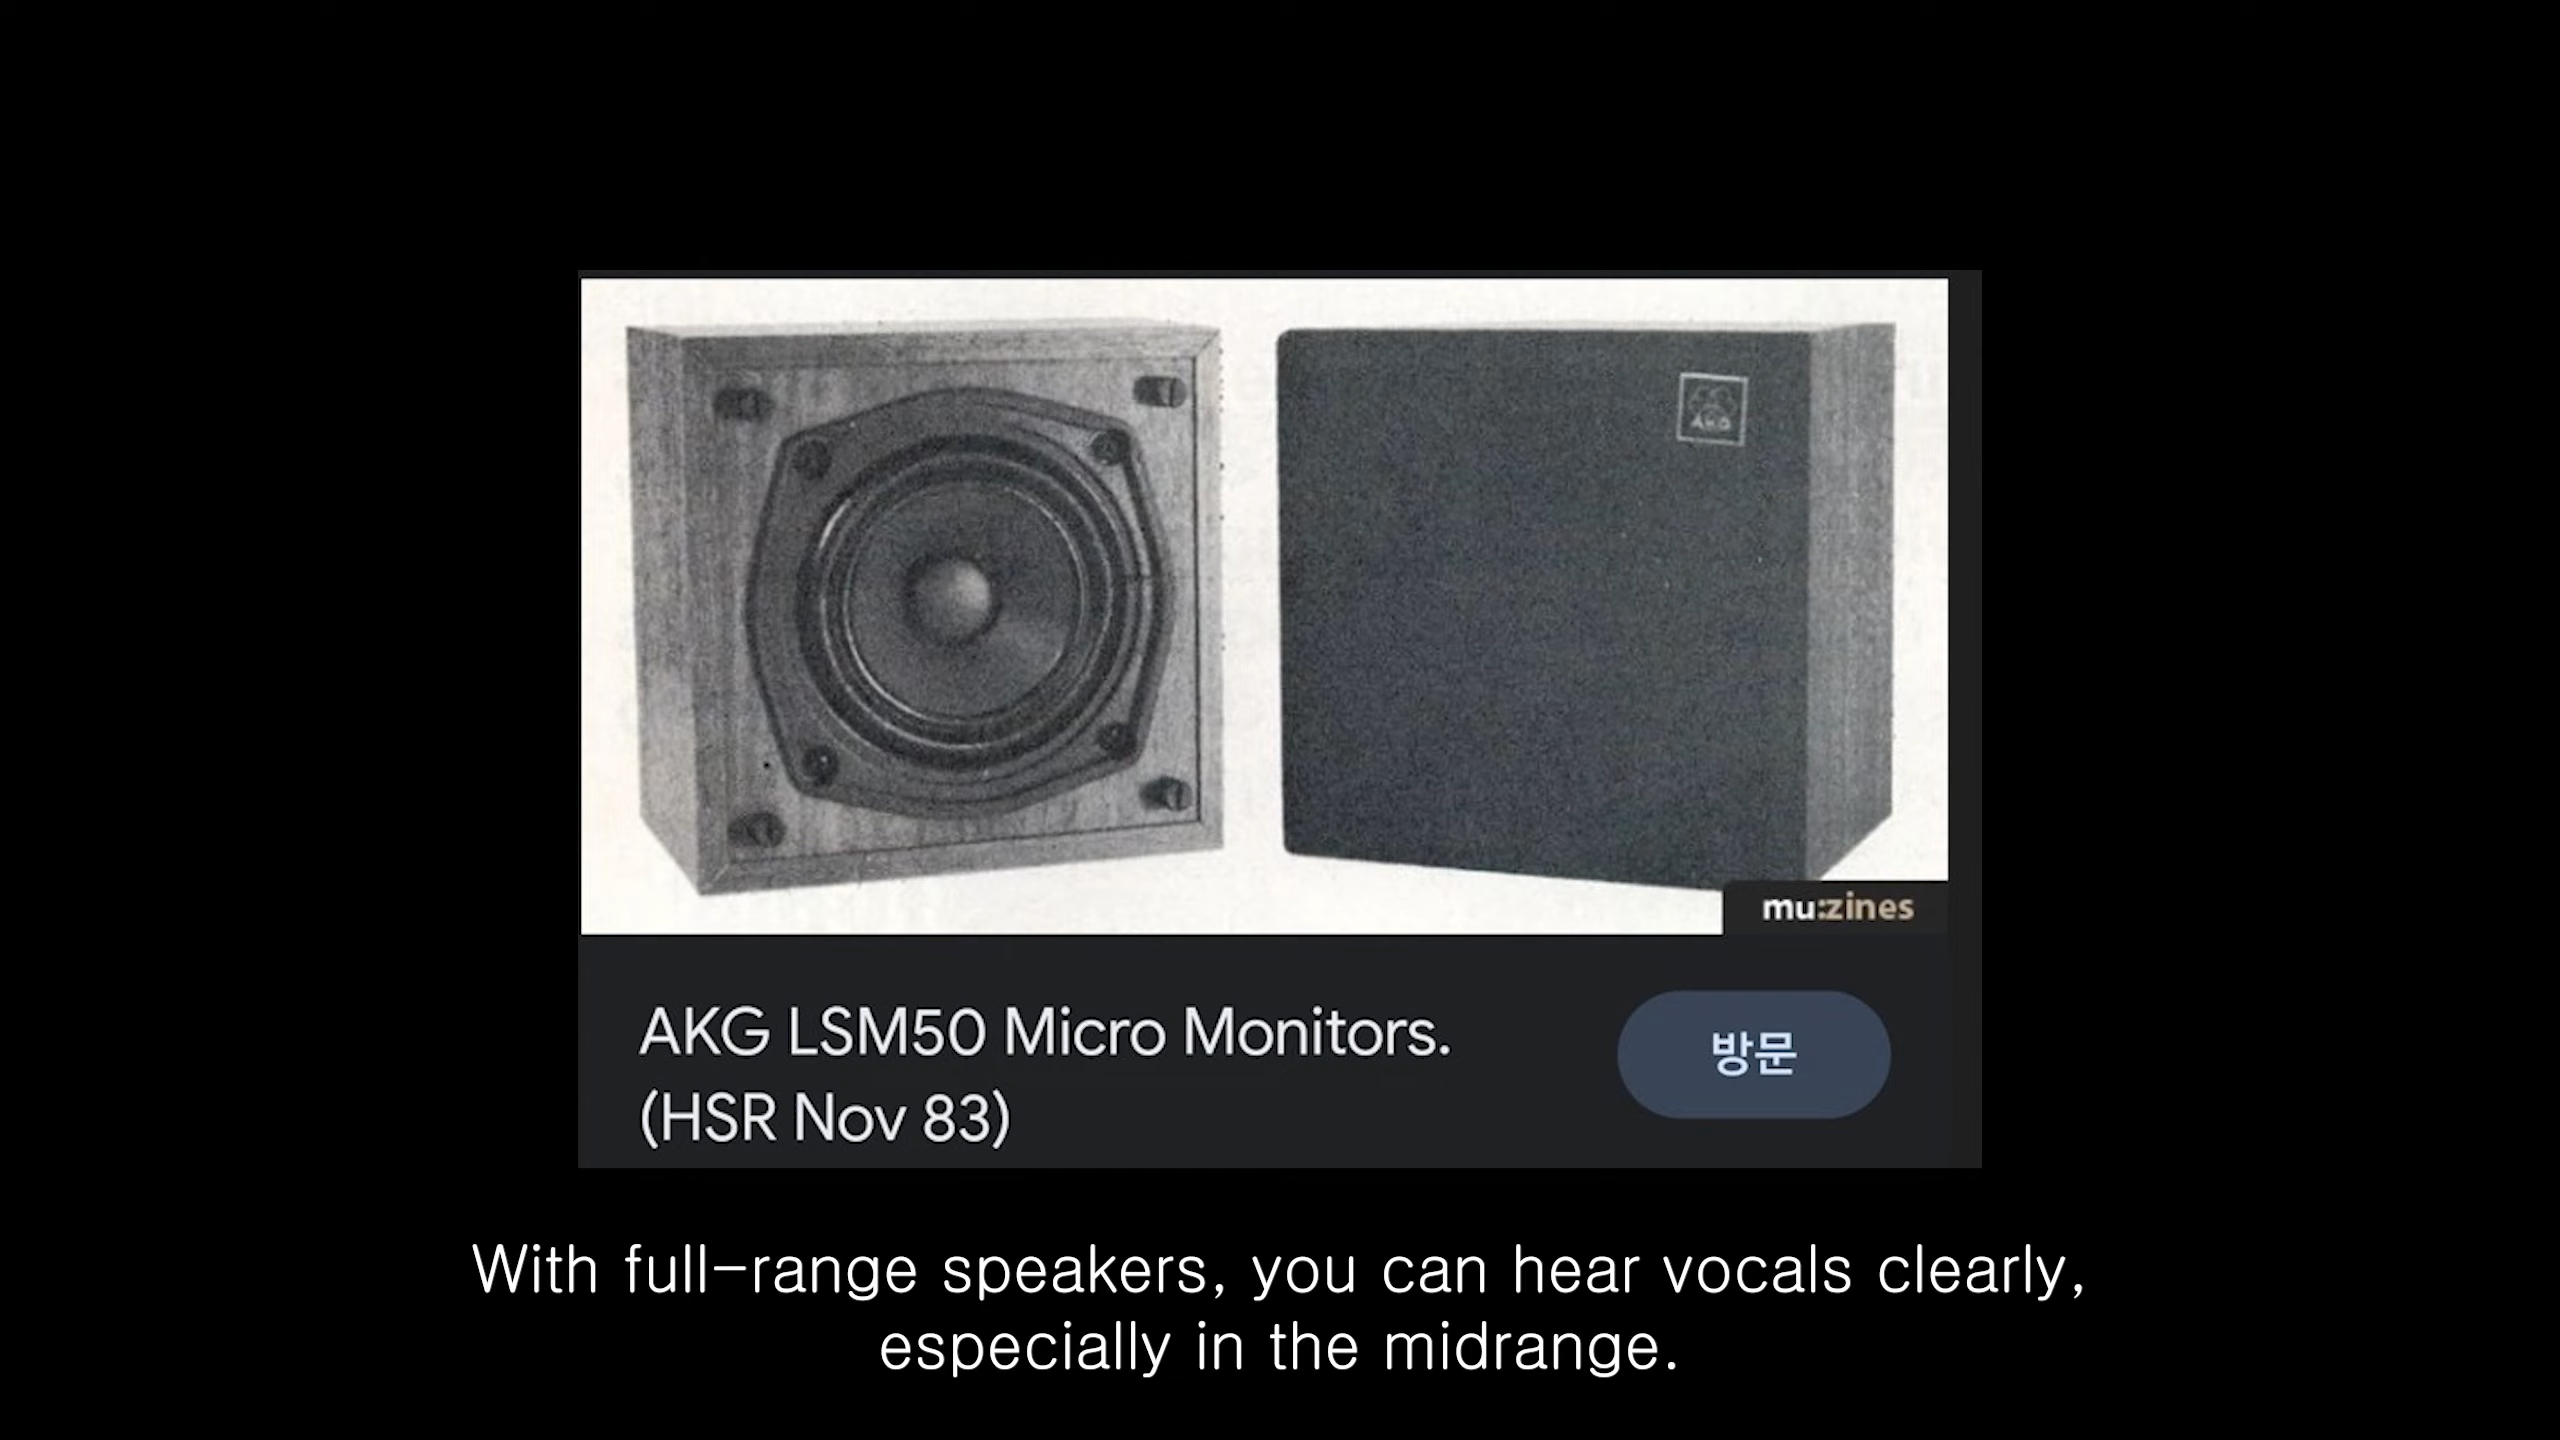 AKG
mu:zines
AKG LSM50 Micro Monitors.
(HSR Nov 83)
방문
With full-range speakers, you can hear vocals clearly,
especially in the midrange.